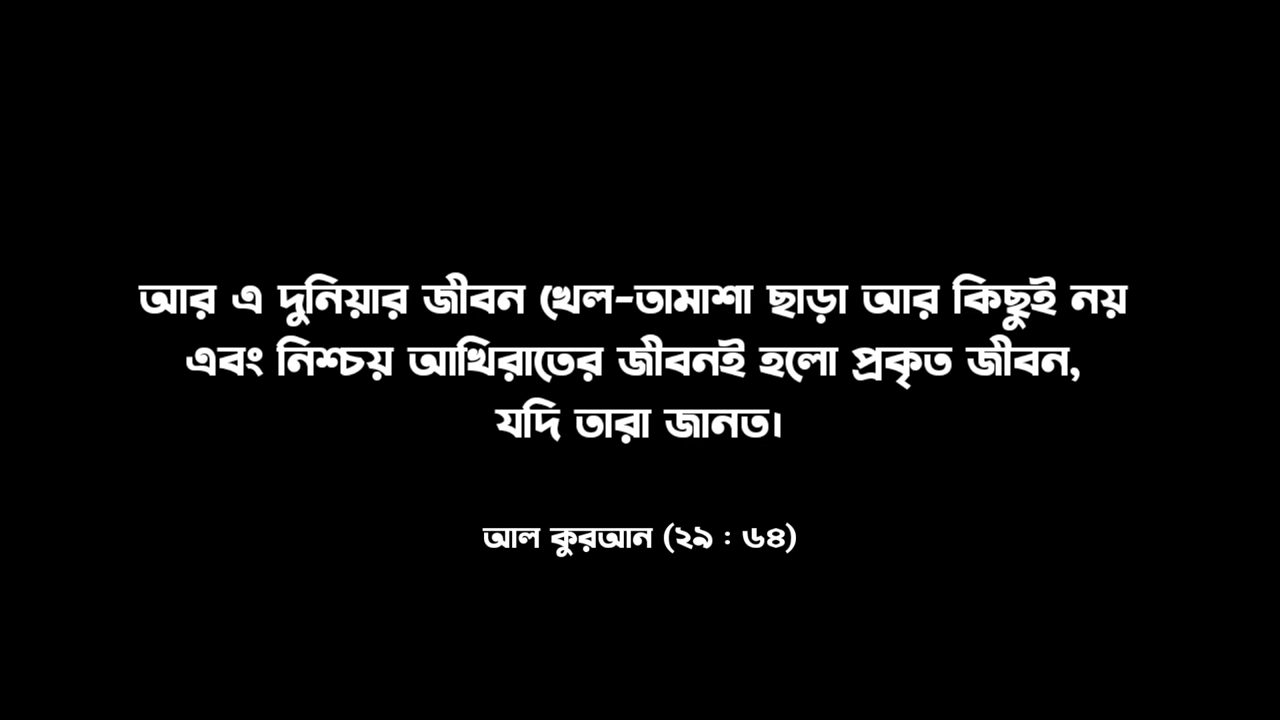 আর এ দুনিয়ার জীবন খেল-তামাশা ছাড়া আর কিছুই নয়
এবং নিশ্চয় আখিরাতের জীবনই হলো প্রকৃত জীবন,
যদি তারা জানত।
আল কুরআন (২৯ : ৬৪)